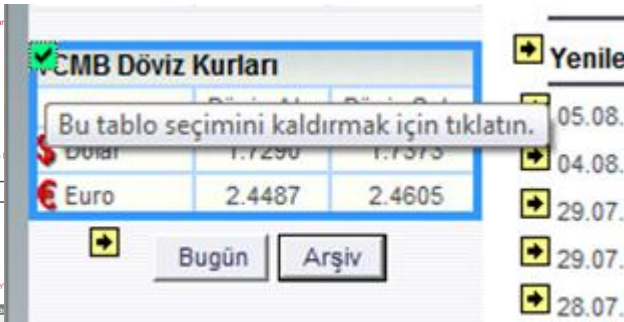 TCMB Döviz Kurları
Bu tablo seçimini kaldırmak için tıklatın.
Dolar 1.7290 1.7373
€ Euro 2.4487 2.4605
Bugün Arşiv
Yenile
05.08.
04.08.
29.07.
29.07.
28.07.